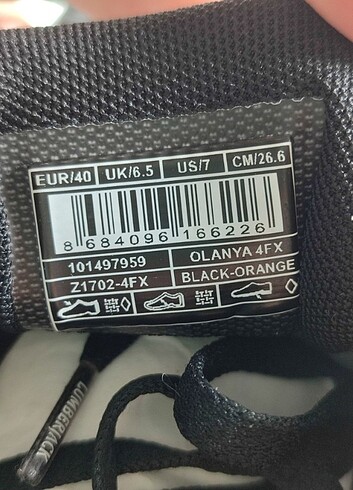 EUR/40 UK/6.5 US/7 CM/26.6
8 684096 166226
101497959 OLANYA 4FX
Z1702-4FX BLACK-ORANGE
LUMBERJACK